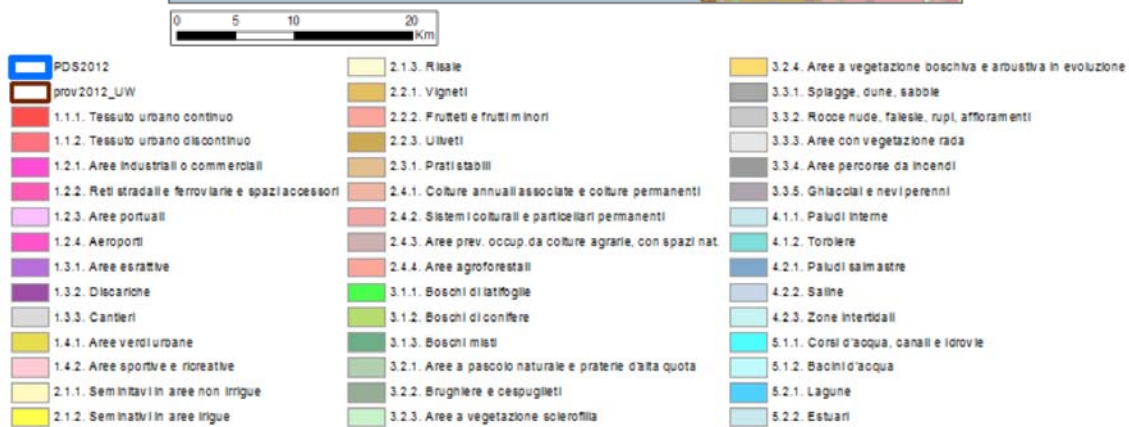 0 5 10 20
Km
PDS2012
prov2012_UW
1.1.1. Tessuto urbano continuo
1.1.2. Tessuto urbano discontinuo
1.2.1. Aree industriali o commerciali
1.2.2. Reti stradali e ferroviarie e spazi accessori
1.2.3. Aree portuali
1.2.4. Aeroporti
1.3.1. Aree esrattive
1.3.2. Discariche
1.3.3. Cantieri
1.4.1. Aree verdi urbane
1.4.2. Aree sportive e ricreative
2.1.1. Seminitavi in aree non irrigue
2.1.2. Seminativi in aree irigue
2.1.3. Risaie
2.2.1. Vigneti
2.2.2. Frutteti e frutti minori
2.2.3. Uliveti
2.3.1. Prati stabili
2.4.1. Colture annuali associate e colture permanenti
2.4.2. Sistemi colturali e particellari permanenti
2.4.3. Aree prev. occup.da colture agrarie, con spazi nat.
2.4.4. Aree agroforestali
3.1.1. Boschi di latifoglie
3.1.2. Boschi di conifere
3.1.3. Boschi misti
3.2.1. Aree a pascolo naturale e praterie d'alta quota
3.2.2. Brughiere e cespuglieti
3.2.3. Aree a vegetazione sclerofilia
3.2.4. Aree a vegetazione boschiva e arbustiva in evoluzione
3.3.1. Spiagge, dune, sabbie
3.3.2. Rocce nude, falesie, rupi, affioramenti
3.3.3. Aree con vegetazione rada
3.3.4. Aree percorse da incendi
3.3.5. Ghiacciai e nevi perenni
4.1.1. Paludi interne
4.1.2. Torbiere
4.2.1. Paludi salmastre
4.2.2. Saline
4.2.3. Zone intertidali
5.1.1. Corsi d'acqua, canali e idrovie
5.1.2. Bacini d'acqua
5.2.1. Lagune
5.2.2. Estuari